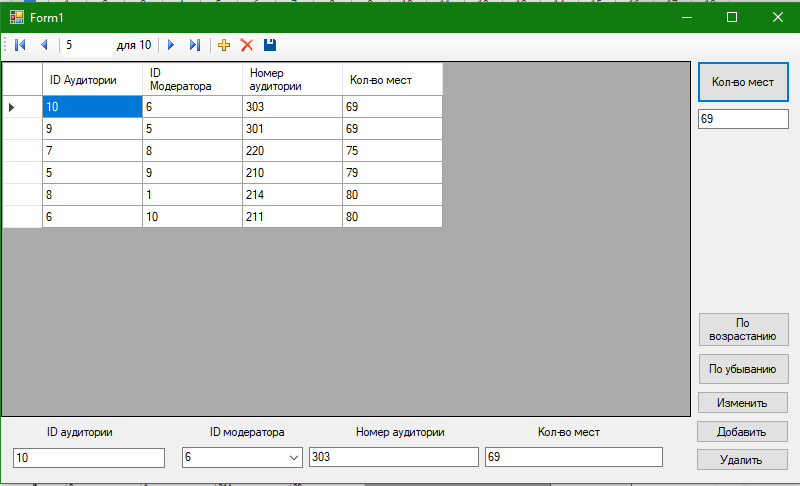 Form1
5 для 10
ID Аудитории ID Модератора Номер аудитории Кол-во мест
10 6 303 69
9 5 301 69
7 8 220 75
5 9 210 79
8 1 214 80
6 10 211 80
Кол-во мест
69
По
возрастанию
По убыванию
Изменить
Добавить
Удалить
ID аудитории ID модератора Номер аудитории Кол-во мест
10 6 303 69